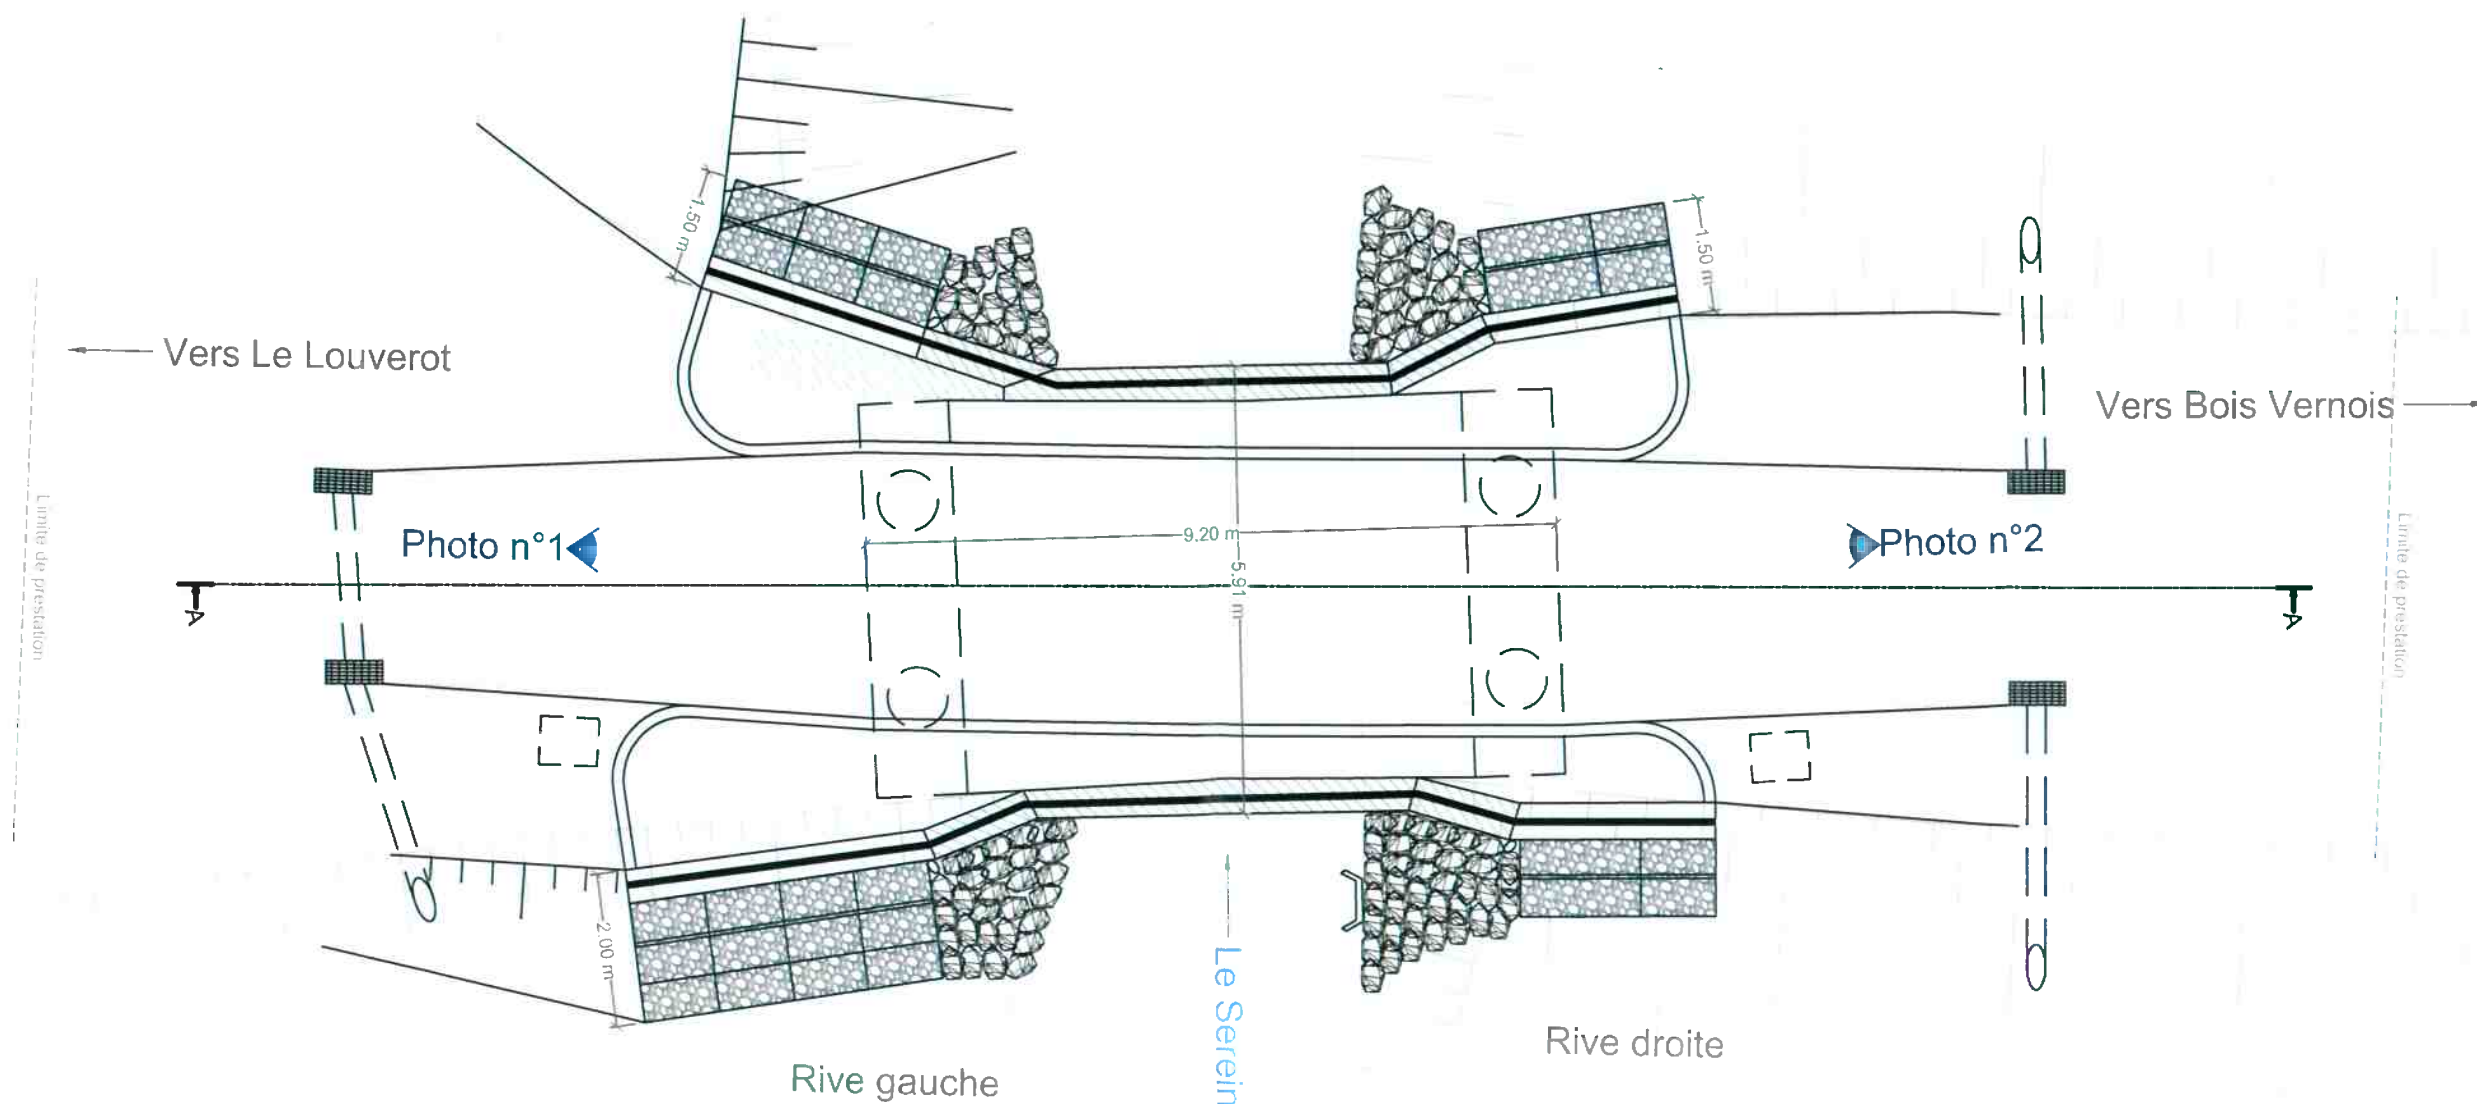 1.50 m
1.50 m
Vers Le Louverot
Vers Bois Vernois
Limite de prestation
Limite de prestation
Photo n°1
9.20 m
Photo n°2
5.91 m
A
A
2.00 m
Le Serein
Rive gauche
Rive droite